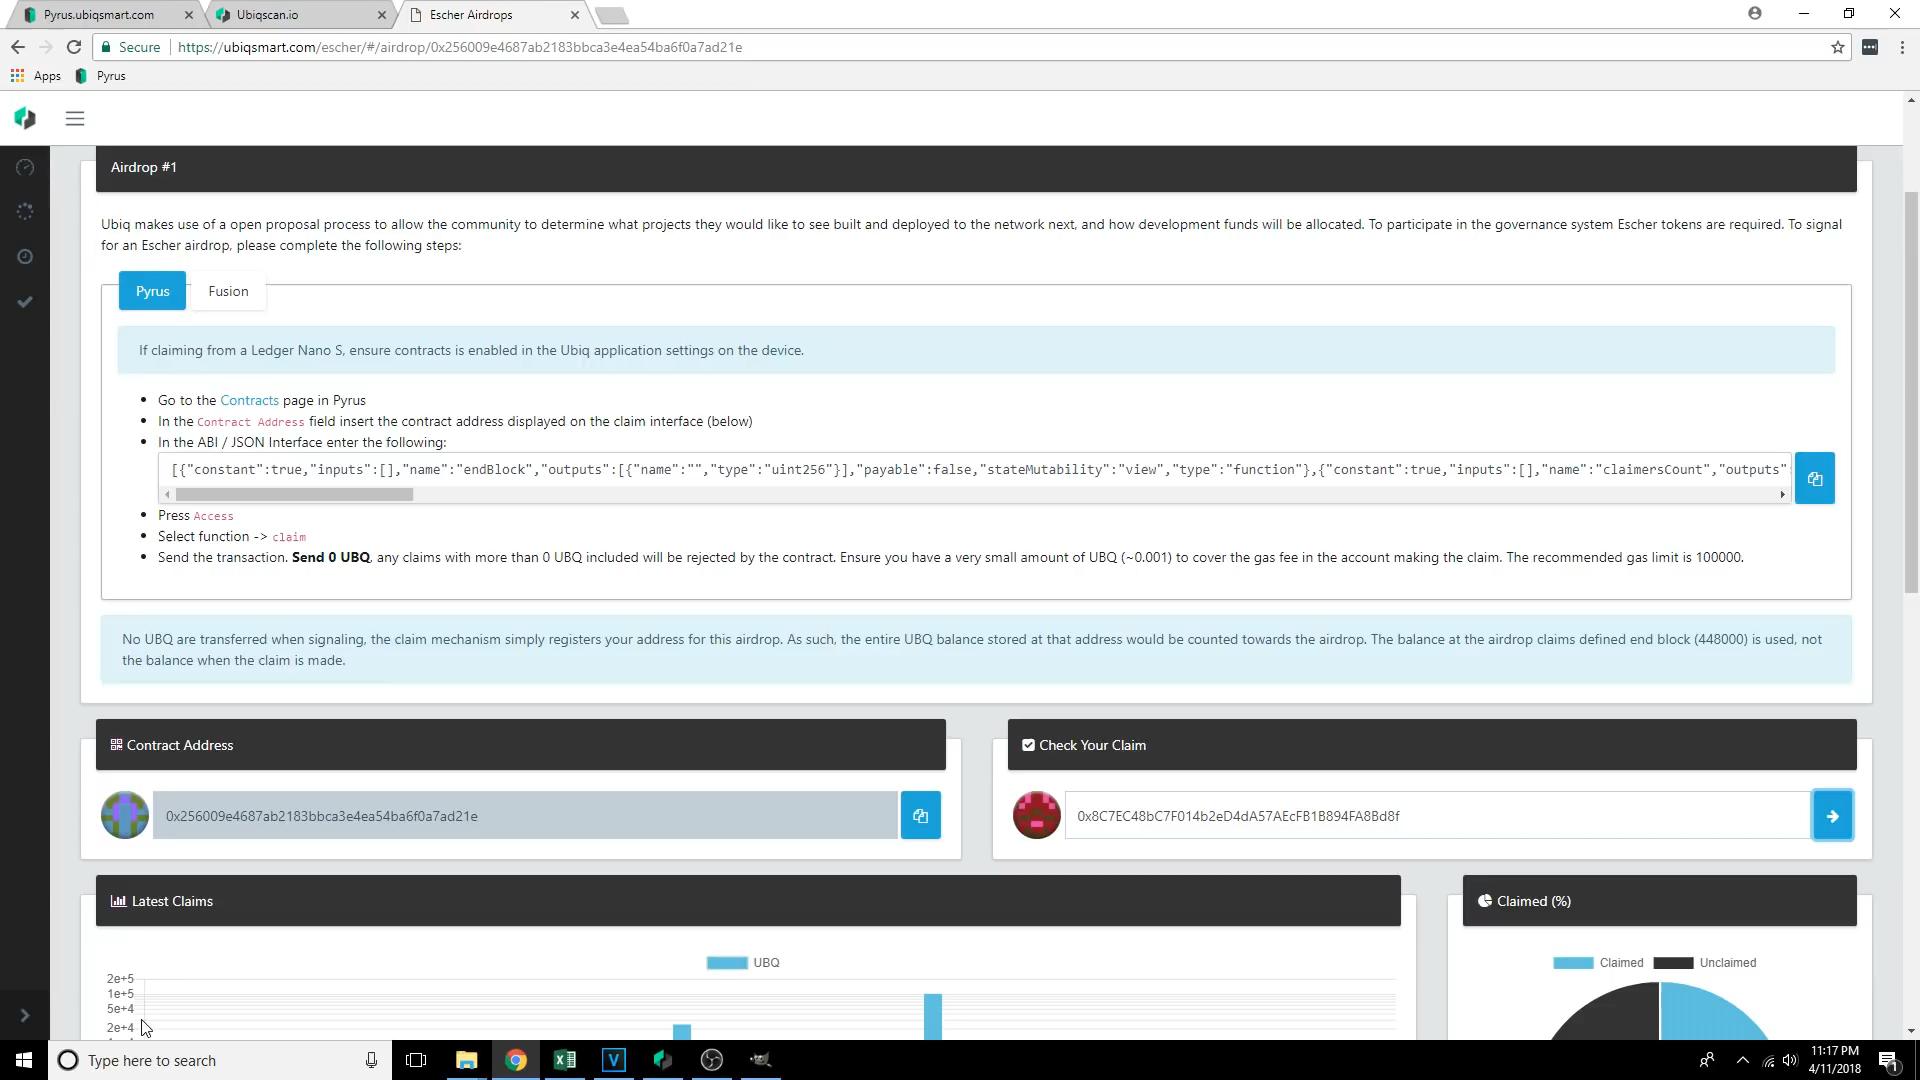 Pyrus.ubiqsmart.com
Ubiqscan.io
Escher Airdrops
Secure
https://ubiqsmart.com/escher/#/airdrop/0x256009e4687ab2183bbca3e4ea54ba6f0a7ad21e
Apps
Pyrus
Airdrop #1
Ubiq makes use of a open proposal process to allow the community to determine what projects they would like to see built and deployed to the network next, and how development funds will be allocated. To participate in the governance system Escher tokens are required. To signal
for an Escher airdrop, please complete the following steps:
Pyrus
Fusion
If claiming from a Ledger Nano S, ensure contracts is enabled in the Ubiq application settings on the device.
Go to the Contracts page in Pyrus
In the Contract Address field insert the contract address displayed on the claim interface (below)
In the ABI / JSON Interface enter the following:
[{"constant":true,"inputs":[],"name":"endBlock","outputs":[{"name":"","type":"uint256"}],"payable":false,"stateMutability":"view","type":"function"},{"constant":true,"inputs":[],"name":"claimersCount","outputs":
Press Access
Select function -> claim
Send the transaction. Send 0 UBQ, any claims with more than 0 UBQ included will be rejected by the contract. Ensure you have a very small amount of UBQ (~0.001) to cover the gas fee in the account making the claim. The recommended gas limit is 100000.
No UBQ are transferred when signaling, the claim mechanism simply registers your address for this airdrop. As such, the entire UBQ balance stored at that address would be counted towards the airdrop. The balance at the airdrop claims defined end block (448000) is used, not
the balance when the claim is made.
Contract Address
Check Your Claim
0x256009e4687ab2183bbca3e4ea54ba6f0a7ad21e
0x8C7EC48bC7F014b2eD4dA57AEcFB1B894FA8Bd8f
Latest Claims
Claimed (%)
UBQ
Claimed
Unclaimed
2e+5
1e+5
5e+4
2e+4
Type here to search
11:17 PM
4/11/2018
1